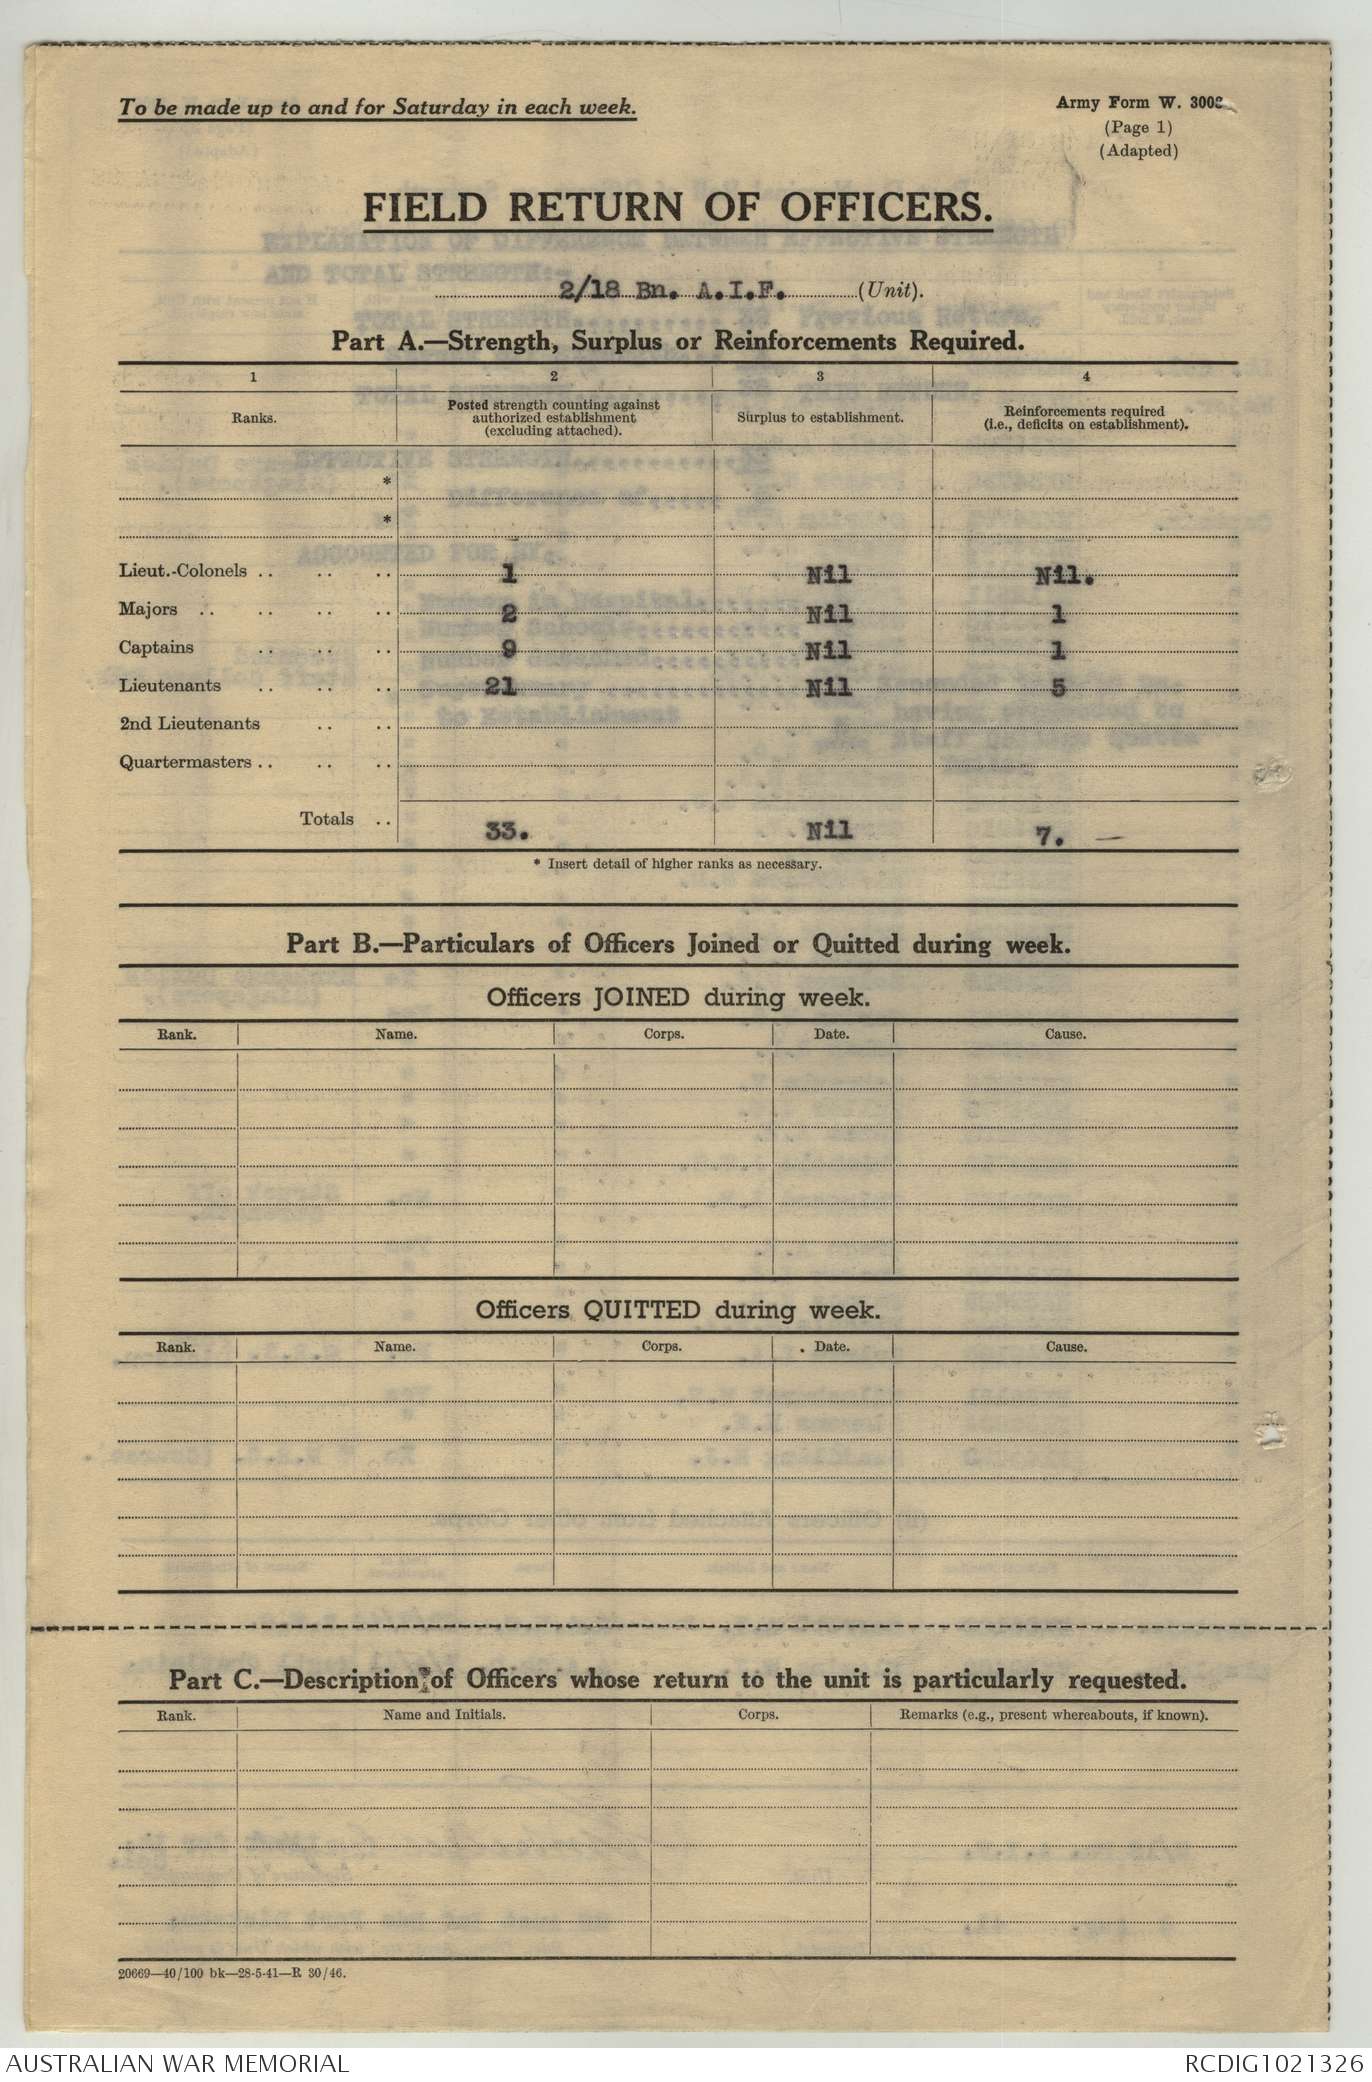 To be made up to and for Saturday in each week.
Army Form W. 3008
(Page 1)
(Adapted)
FIELD RETURN OF OFFICERS.
2/18 Bn. A.I.F. (Unit).
Part A.—Strength, Surplus or Reinforcements Required.
1 2 3 4
Ranks. Posted strength counting against authorized establishment (excluding attached). Surplus to establishment. Reinforcements required (i.e., deficits on establishment).
*
*
Lieut.-Colonels .. .. .. 1 Nil Nil.
Majors .. .. .. .. 2 Nil 1
Captains .. .. .. 9 Nil 1
Lieutenants .. .. .. 21 Nil 5
2nd Lieutenants .. ..
Quartermasters .. .. ..
Totals .. 33. Nil 7. —
* Insert detail of higher ranks as necessary.
Part B.—Particulars of Officers Joined or Quitted during week.
Officers JOINED during week.
Rank. Name. Corps. Date. Cause.
Officers QUITTED during week.
Rank. Name. Corps. Date. Cause.
Part C.—Description of Officers whose return to the unit is particularly requested.
Rank. Name and Initials. Corps. Remarks (e.g., present whereabouts, if known).
20669—40/100 bk—28-5-41—R 30/46.
AUSTRALIAN WAR MEMORIAL
RCDIG1021326